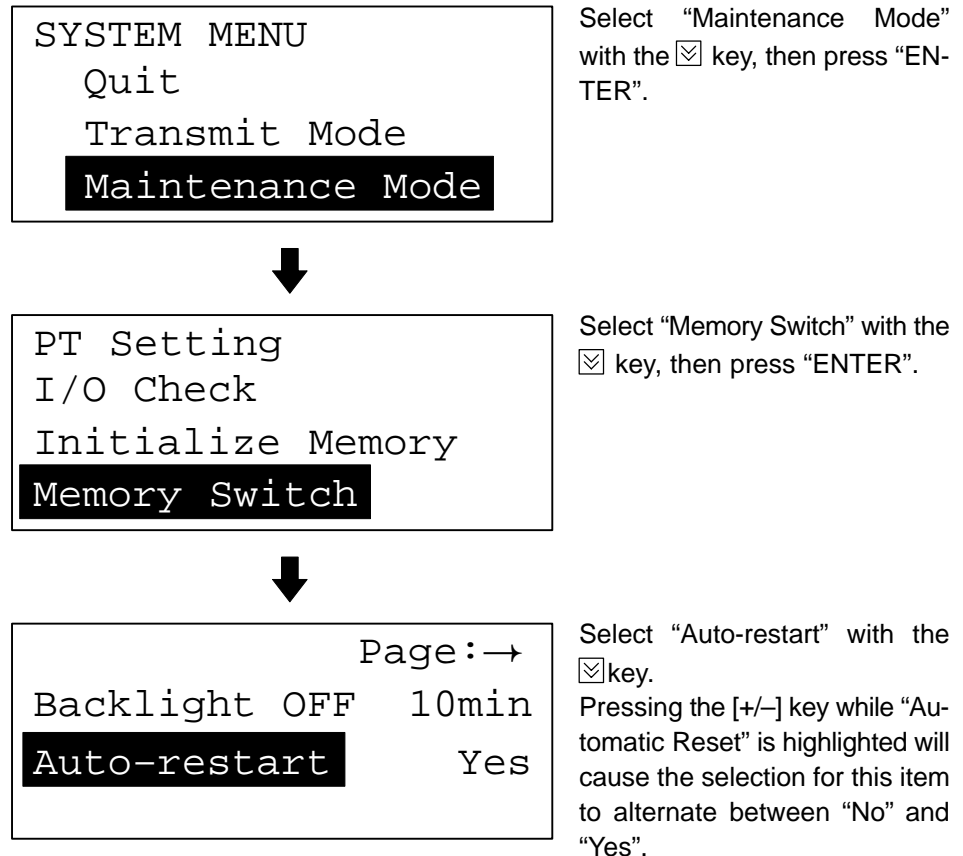 SYSTEM MENU
Quit
Transmit Mode
Maintenance Mode
Select “Maintenance Mode”
with the key, then press “EN-
TER”.
PT Setting
I/O Check
Initialize Memory
Memory Switch
Select “Memory Switch” with the
key, then press “ENTER”.
Page:→
Backlight OFF 10min
Auto–restart Yes
Select “Auto-restart” with the
key.
Pressing the [+/–] key while “Au-
tomatic Reset” is highlighted will
cause the selection for this item
to alternate between “No” and
“Yes”.